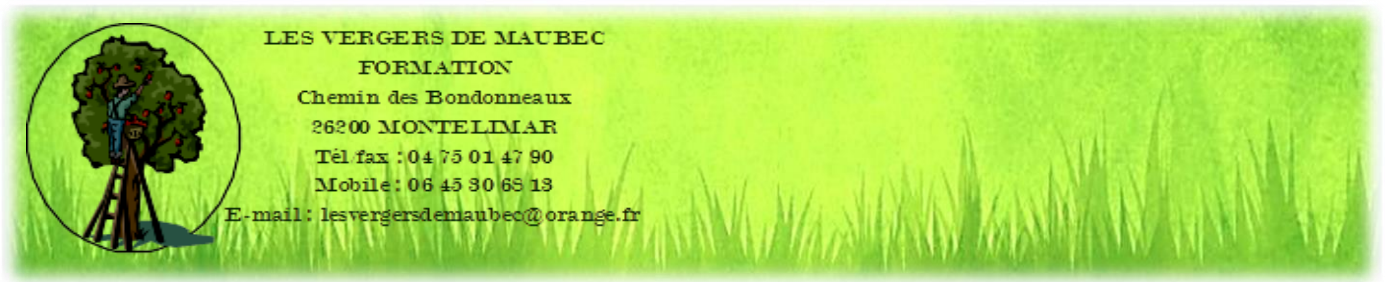 LES VERGERS DE MAUBEC
FORMATION
Chemin des Bondonneaux
26200 MONTELIMAR
Tél/fax : 04 75 01 47 90
Mobile : 06 45 30 68 13
E-mail : lesvergersdemaubec@orange.fr